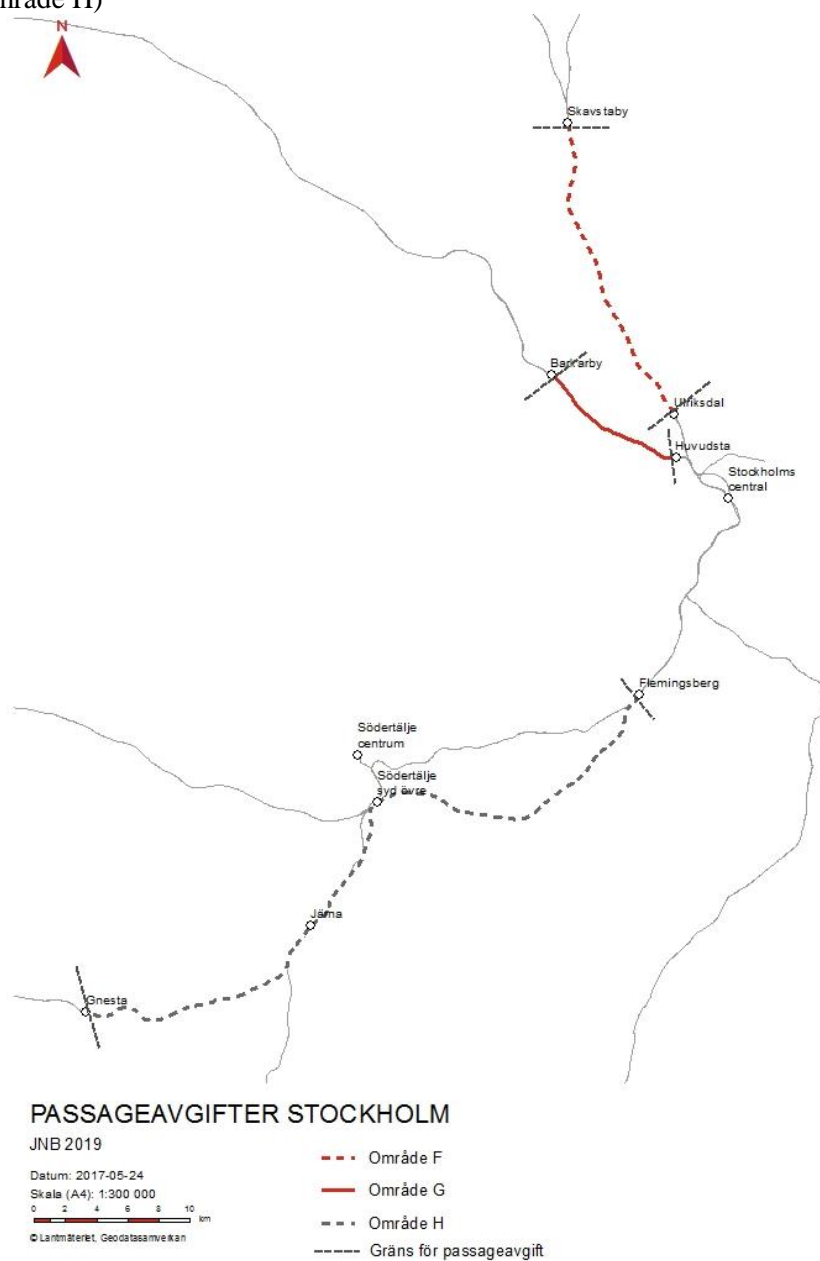 mråde H)
N
Skavstaby
Barkarby
Ulriksdal
Huvudsta
Stockholms
central
Flemingsberg
Södertälje
centrum
Södertälje
syd övre
Järna
Gnesta
PASSAGEAVGIFTER STOCKHOLM
JNB 2019
Datum: 2017-05-24
Skala (A4): 1:300 000
0 2 4 6 8 10
km
© Lantmäteriet, Geodatasamverkan
Område F
Område G
Område H
Gräns för passageavgift